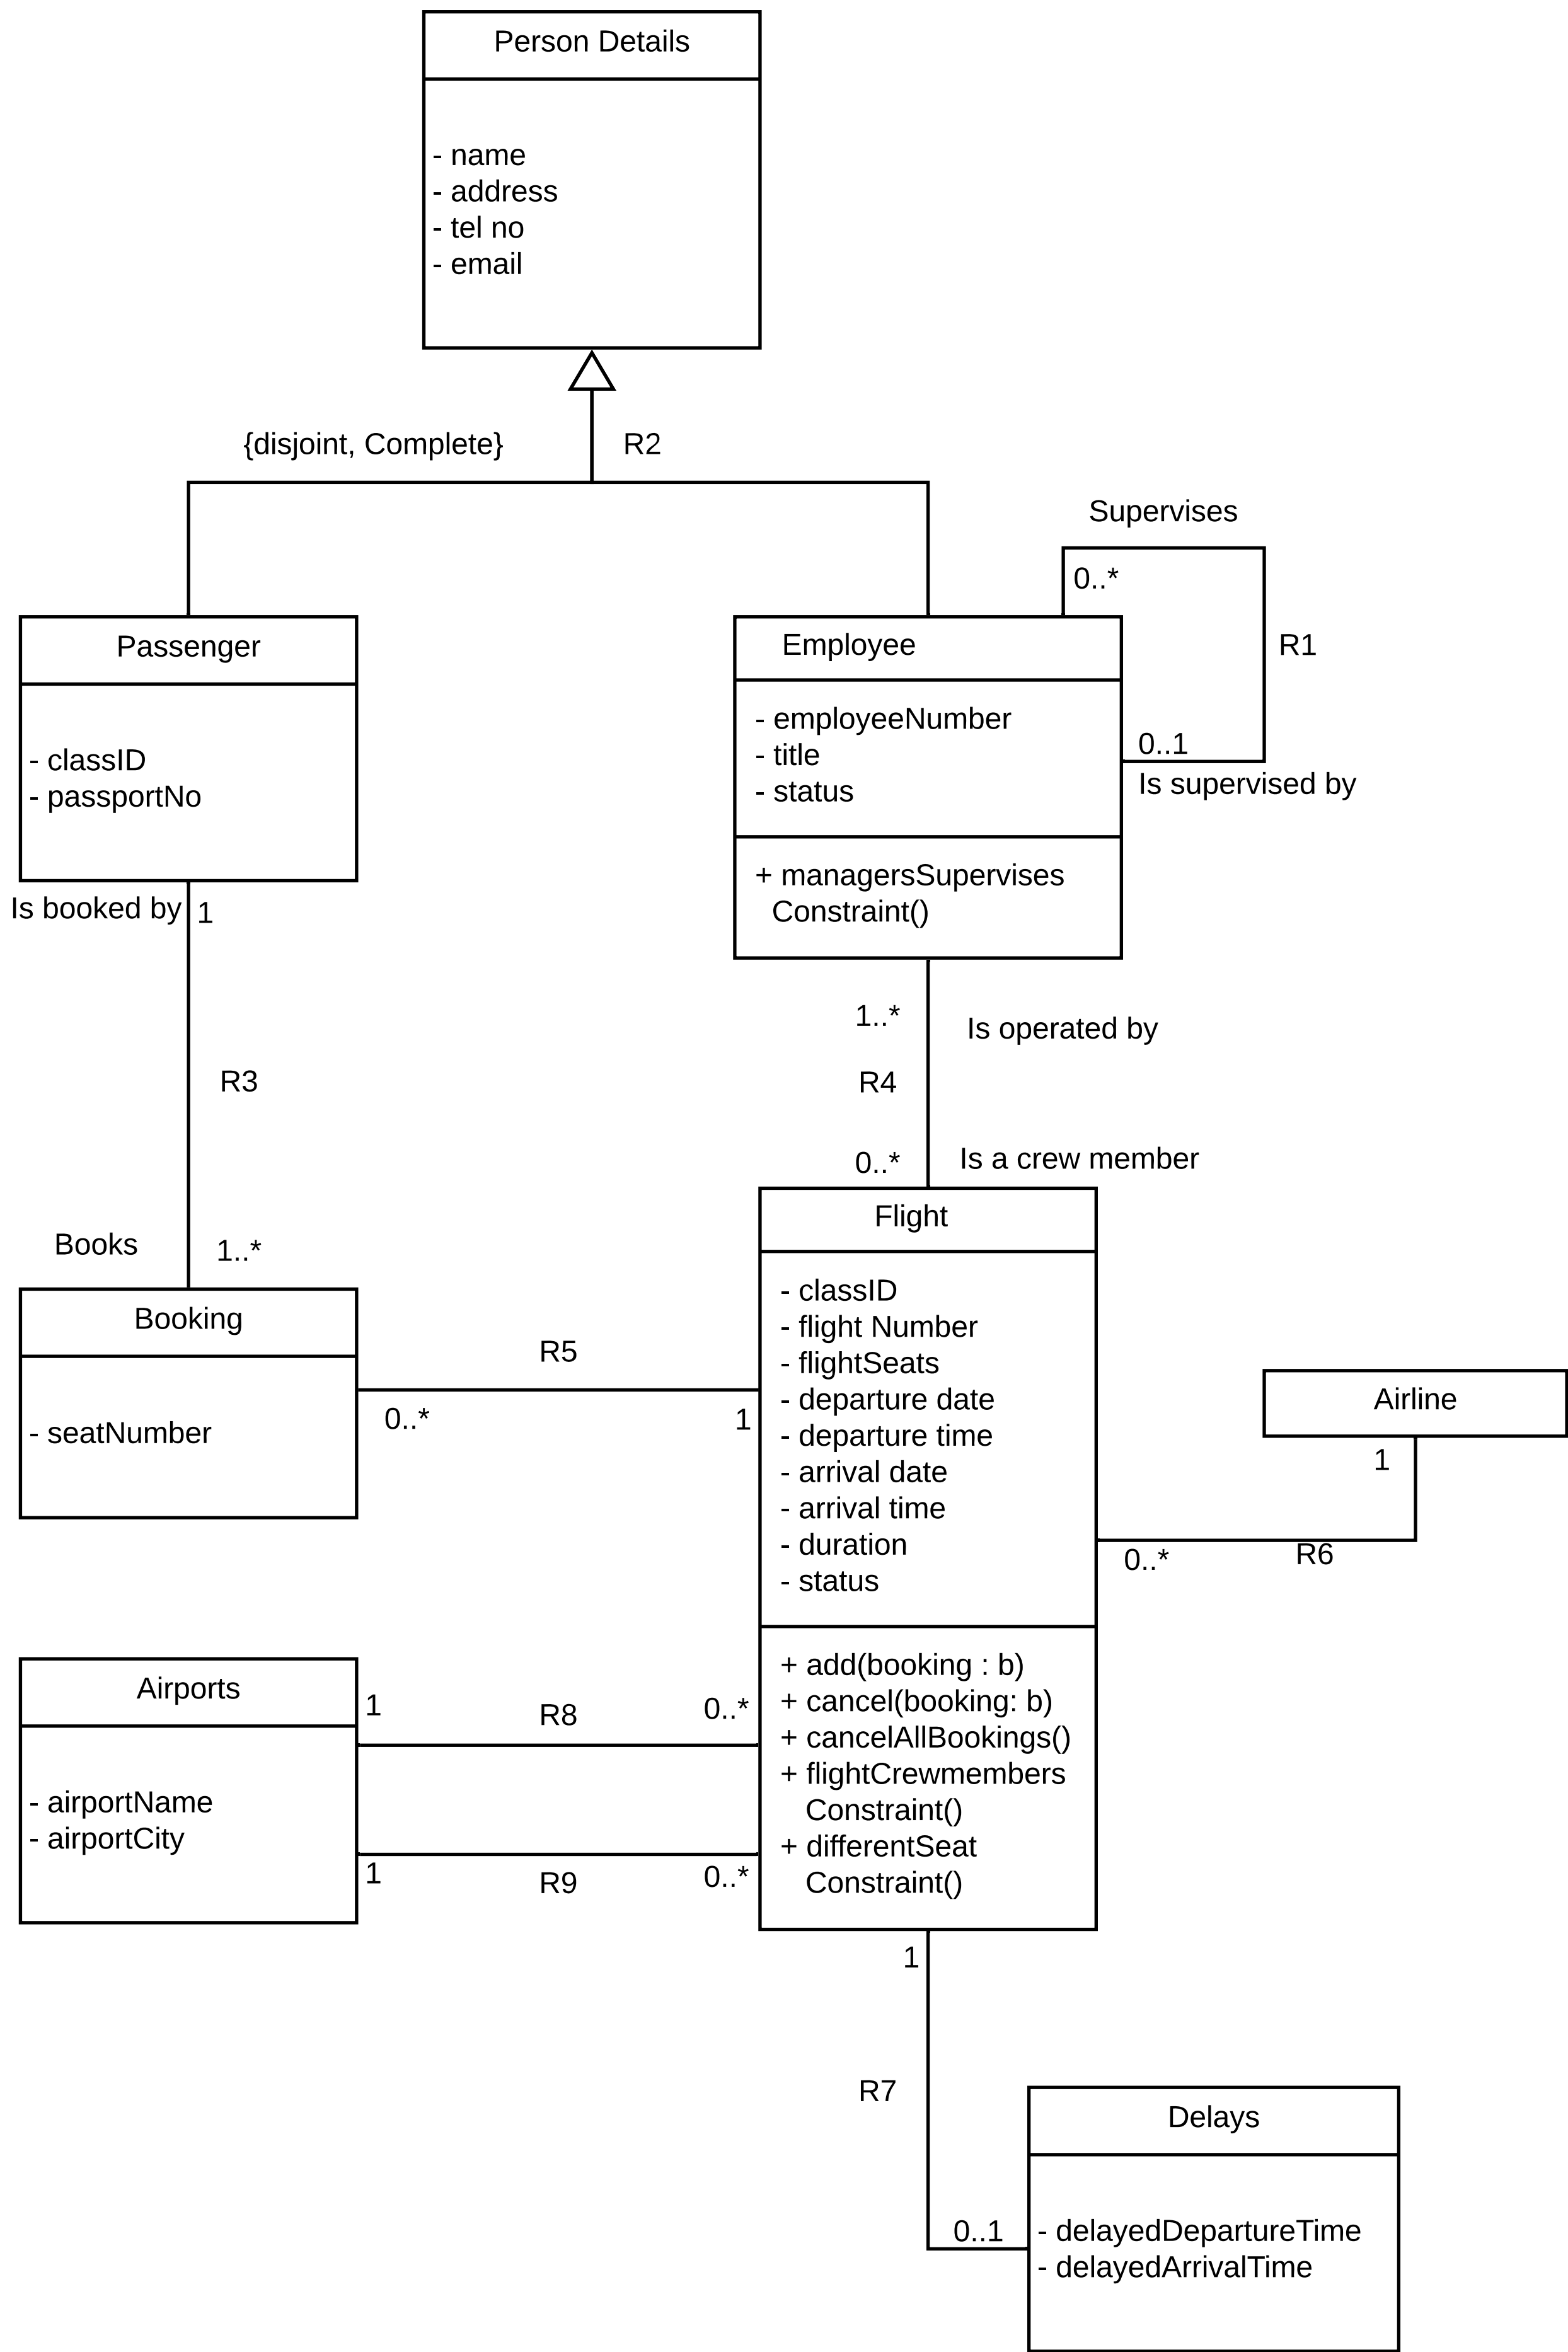 Person Details
- name
- address
- tel no
- email
{disjoint, Complete}
R2
Supervises
0..*
R1
0..1
Is supervised by
Passenger
- classID
- passportNo
Employee
- employeeNumber
- title
- status
+ managersSupervises
Constraint()
Is booked by
1
R3
Books
1..*
1..*
Is operated by
R4
0..*
Is a crew member
Booking
- seatNumber
R5
0..*
1
Flight
- classID
- flight Number
- flightSeats
- departure date
- departure time
- arrival date
- arrival time
- duration
- status
+ add(booking : b)
+ cancel(booking: b)
+ cancelAllBookings()
+ flightCrewmembers
Constraint()
+ differentSeat
Constraint()
Airline
1
0..*
R6
Airports
- airportName
- airportCity
1
R8
0..*
1
R9
0..*
1
R7
0..1
Delays
- delayedDepartureTime
- delayedArrivalTime